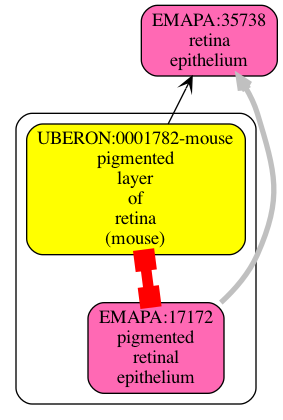 EMAPA:35738
retina
epithelium
UBERON:0001782-mouse
pigmented
layer
of
retina
(mouse)
EMAPA:17172
pigmented
retinal
epithelium